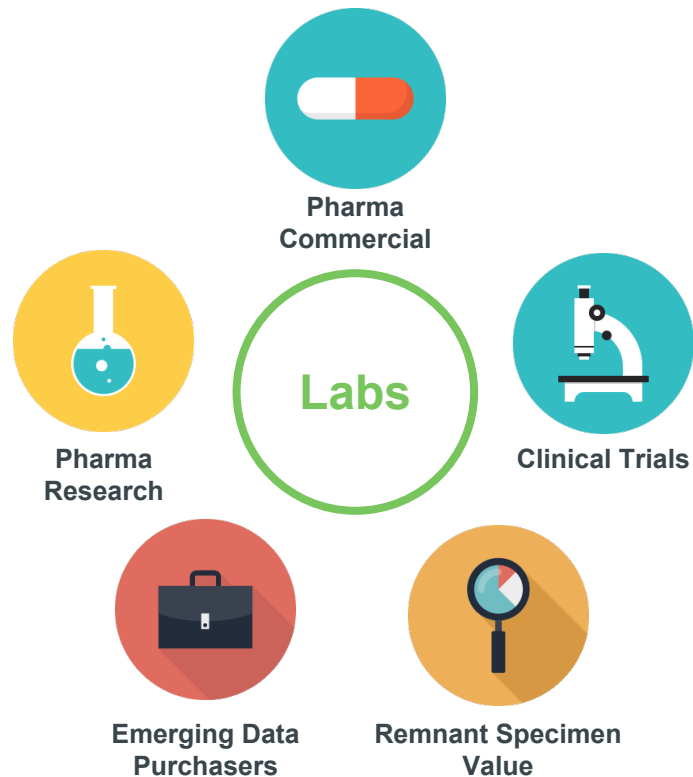 Pharma
Commercial
Labs
Pharma
Research
Clinical Trials
Emerging Data
Purchasers
Remnant Specimen
Value